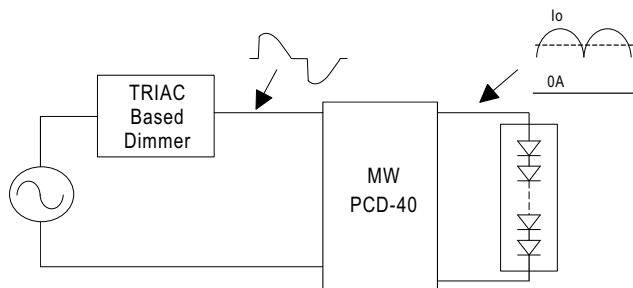 Io
0A
TRIAC
Based
Dimmer
MW
PCD-40